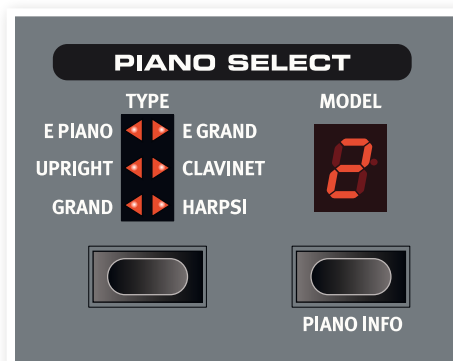 PIANO SELECT
TYPE MODEL
E PIANO E GRAND
UPRIGHT CLAVINET
GRAND HARPSI
2
PIANO INFO